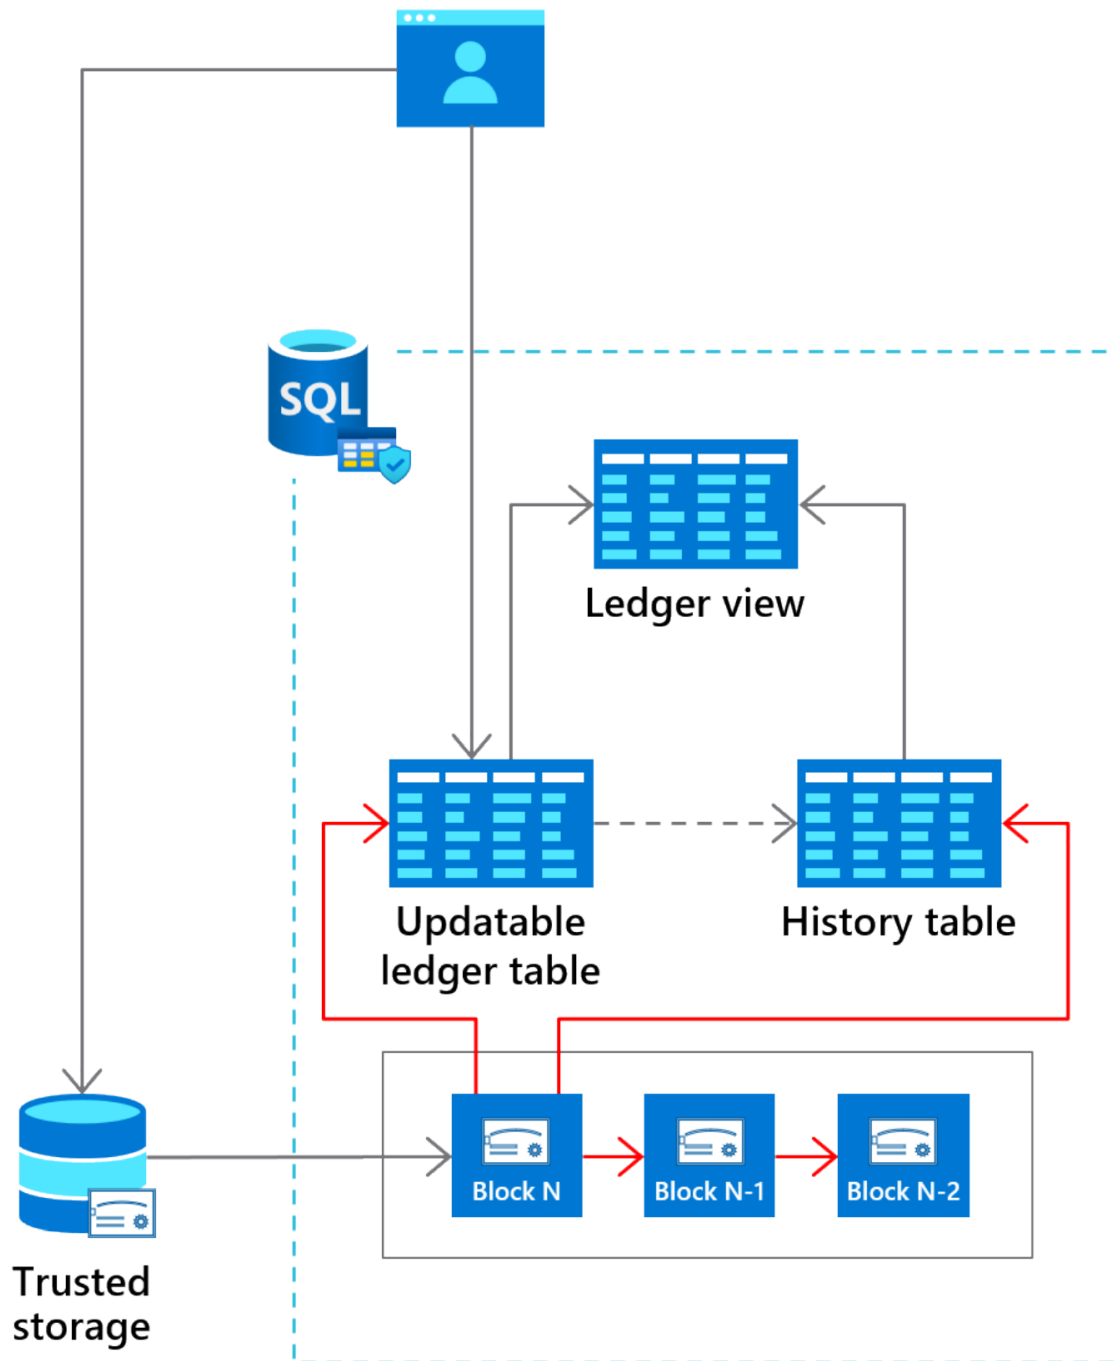 SQL
Ledger view
Updatable
ledger table
History table
Block N
Block N-1
Block N-2
Trusted
storage